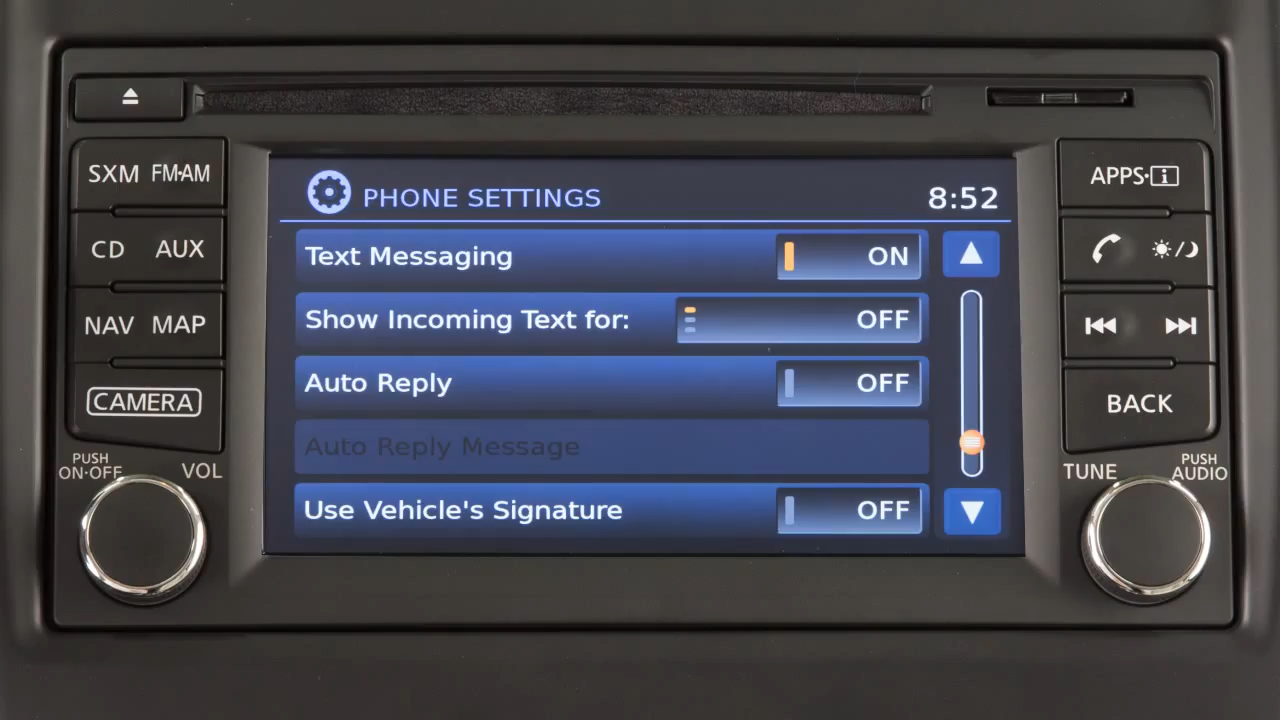 SXM FM·AM
CD AUX
NAV MAP
CAMERA
PUSH
ON·OFF
VOL
PHONE SETTINGS
8:52
Text Messaging ON
Show Incoming Text for: OFF
Auto Reply OFF
Auto Reply Message
Use Vehicle's Signature OFF
APPS·i
BACK
TUNE
PUSH
AUDIO